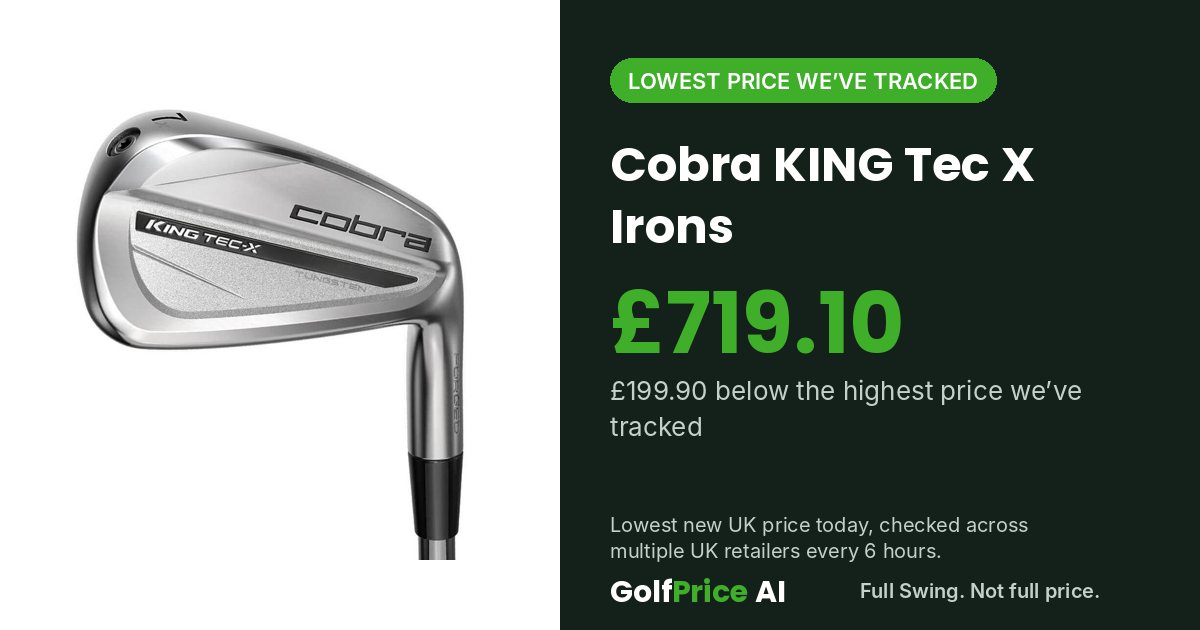 7
cobra
KING TEC-X
TUNGSTEN
FORGED
LOWEST PRICE WE’VE TRACKED
Cobra KING Tec X
Irons
£719.10
£199.90 below the highest price we’ve
tracked
Lowest new UK price today, checked across
multiple UK retailers every 6 hours.
GolfPrice AI
Full Swing. Not full price.